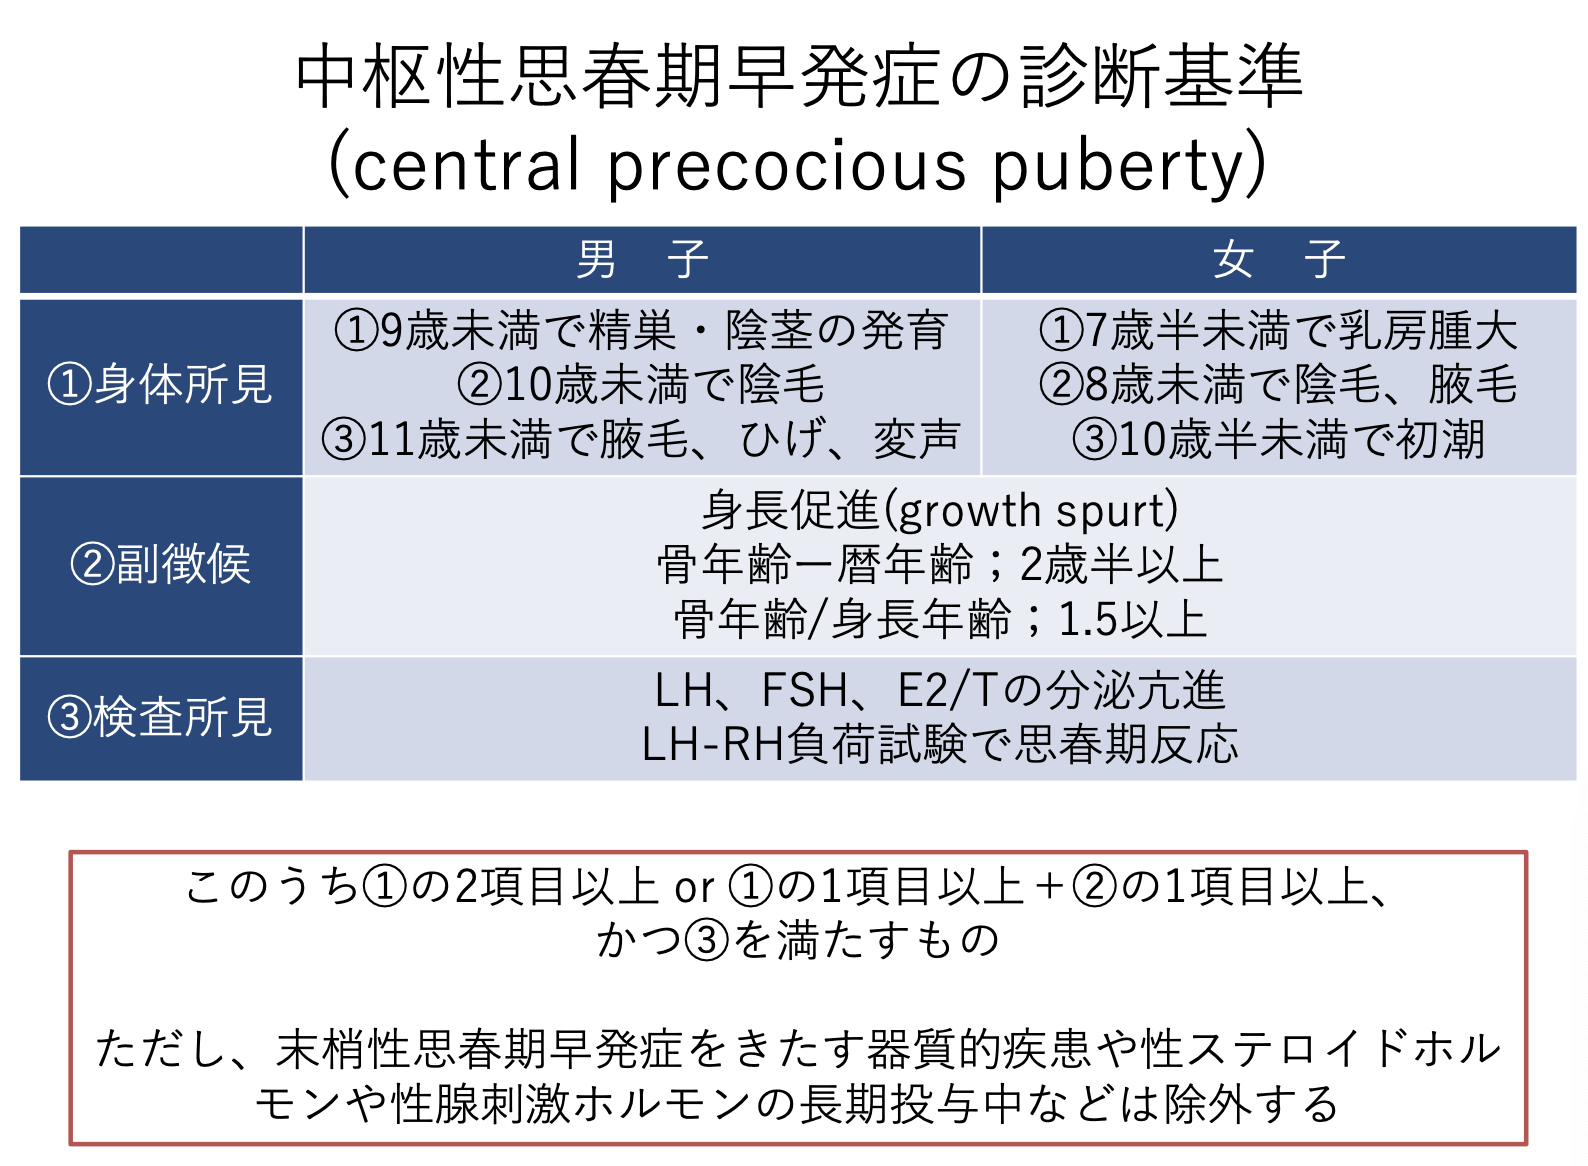 中枢性思春期早発症の診断基準
(central precocious puberty)
男　子
女　子
①身体所見
①9歳未満で精巣・陰茎の発育
②10歳未満で陰毛
③11歳未満で腋毛、ひげ、変声
①7歳半未満で乳房腫大
②8歳未満で陰毛、腋毛
③10歳半未満で初潮
②副徴候
身長促進(growth spurt)
骨年齢ー暦年齢；2歳半以上
骨年齢/身長年齢；1.5以上
③検査所見
LH、FSH、E2/Tの分泌亢進
LH-RH負荷試験で思春期反応
このうち①の2項目以上 or ①の1項目以上＋②の1項目以上、
かつ③を満たすもの
ただし、末梢性思春期早発症をきたす器質的疾患や性ステロイドホル
モンや性腺刺激ホルモンの長期投与中などは除外する